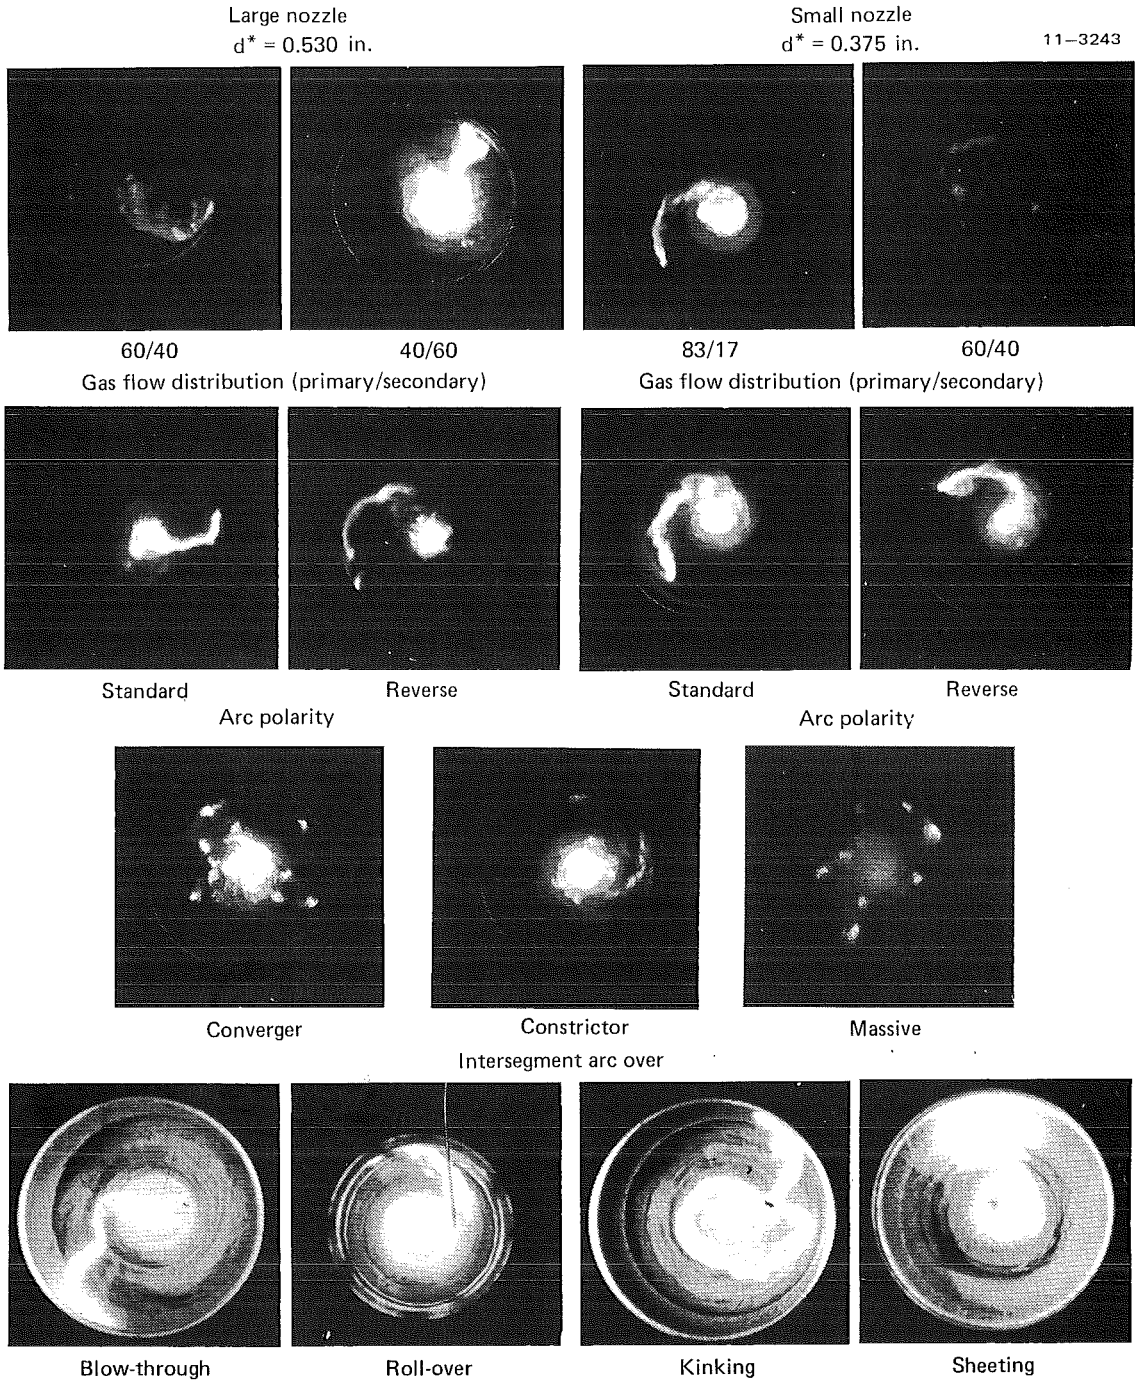 Large nozzle
d* = 0.530 in.
Small nozzle
d* = 0.375 in.
11-3243
60/40
40/60
83/17
60/40
Gas flow distribution (primary/secondary)
Gas flow distribution (primary/secondary)
Standard
Reverse
Standard
Reverse
Arc polarity
Arc polarity
Converger
Constrictor
Massive
Intersegment arc over
Blow-through
Roll-over
Kinking
Sheeting